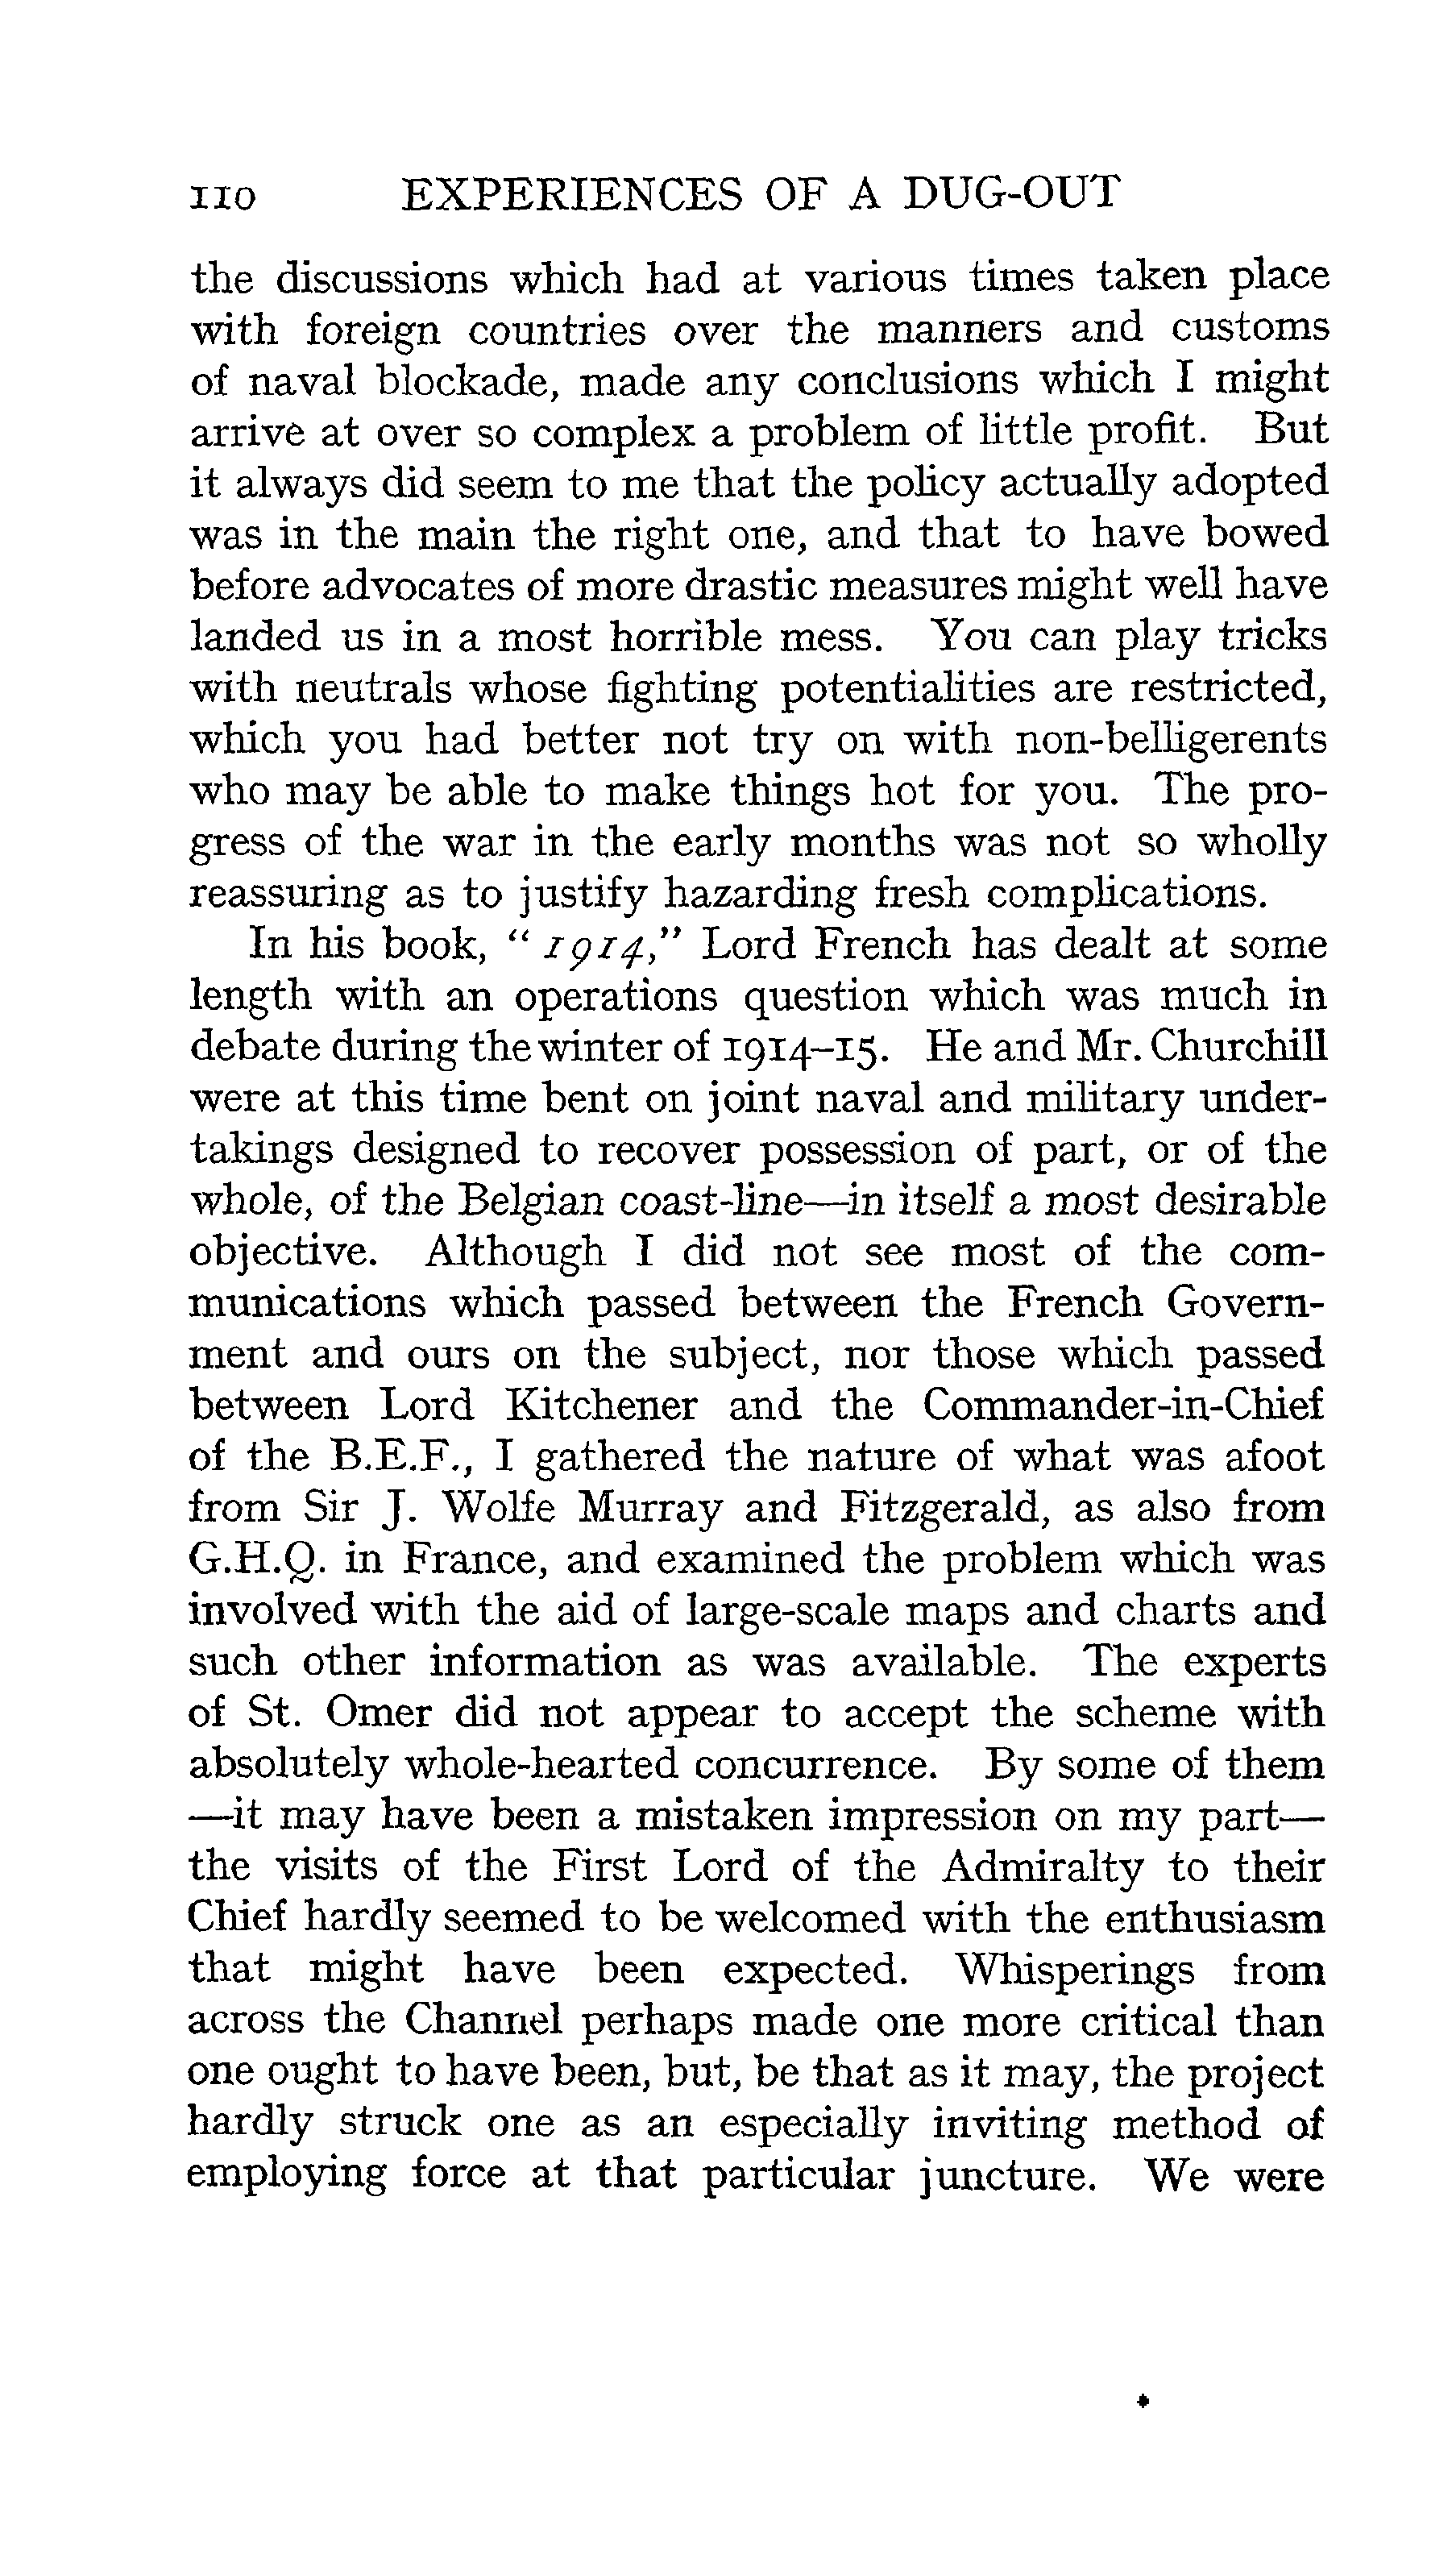 110 EXPERIENCES OF A DUG-OUT
the discussions which had at various times taken place
with foreign countries over the manners and customs
of naval blockade, made any conclusions which I might
arrive at over so complex a problem of little profit. But
it always did seem to me that the policy actually adopted
was in the main the right one, and that to have bowed
before advocates of more drastic measures might well have
landed us in a most horrible mess. You can play tricks
with neutrals whose fighting potentialities are restricted,
which you had better not try on with non-belligerents
who may be able to make things hot for you. The pro-
gress of the war in the early months was not so wholly
reassuring as to justify hazarding fresh complications.
In his book, "1914," Lord French has dealt at some
length with an operations question which was much in
debate during the winter of 1914–15. He and Mr. Churchill
were at this time bent on joint naval and military under-
takings designed to recover possession of part, or of the
whole, of the Belgian coast-line—in itself a most desirable
objective. Although I did not see most of the com-
munications which passed between the French Govern-
ment and ours on the subject, nor those which passed
between Lord Kitchener and the Commander-in-Chief
of the B.E.F., I gathered the nature of what was afoot
from Sir J. Wolfe Murray and Fitzgerald, as also from
G.H.Q. in France, and examined the problem which was
involved with the aid of large-scale maps and charts and
such other information as was available. The experts
of St. Omer did not appear to accept the scheme with
absolutely whole-hearted concurrence. By some of them
—it may have been a mistaken impression on my part—
the visits of the First Lord of the Admiralty to their
Chief hardly seemed to be welcomed with the enthusiasm
that might have been expected. Whisperings from
across the Channel perhaps made one more critical than
one ought to have been, but, be that as it may, the project
hardly struck one as an especially inviting method of
employing force at that particular juncture. We were